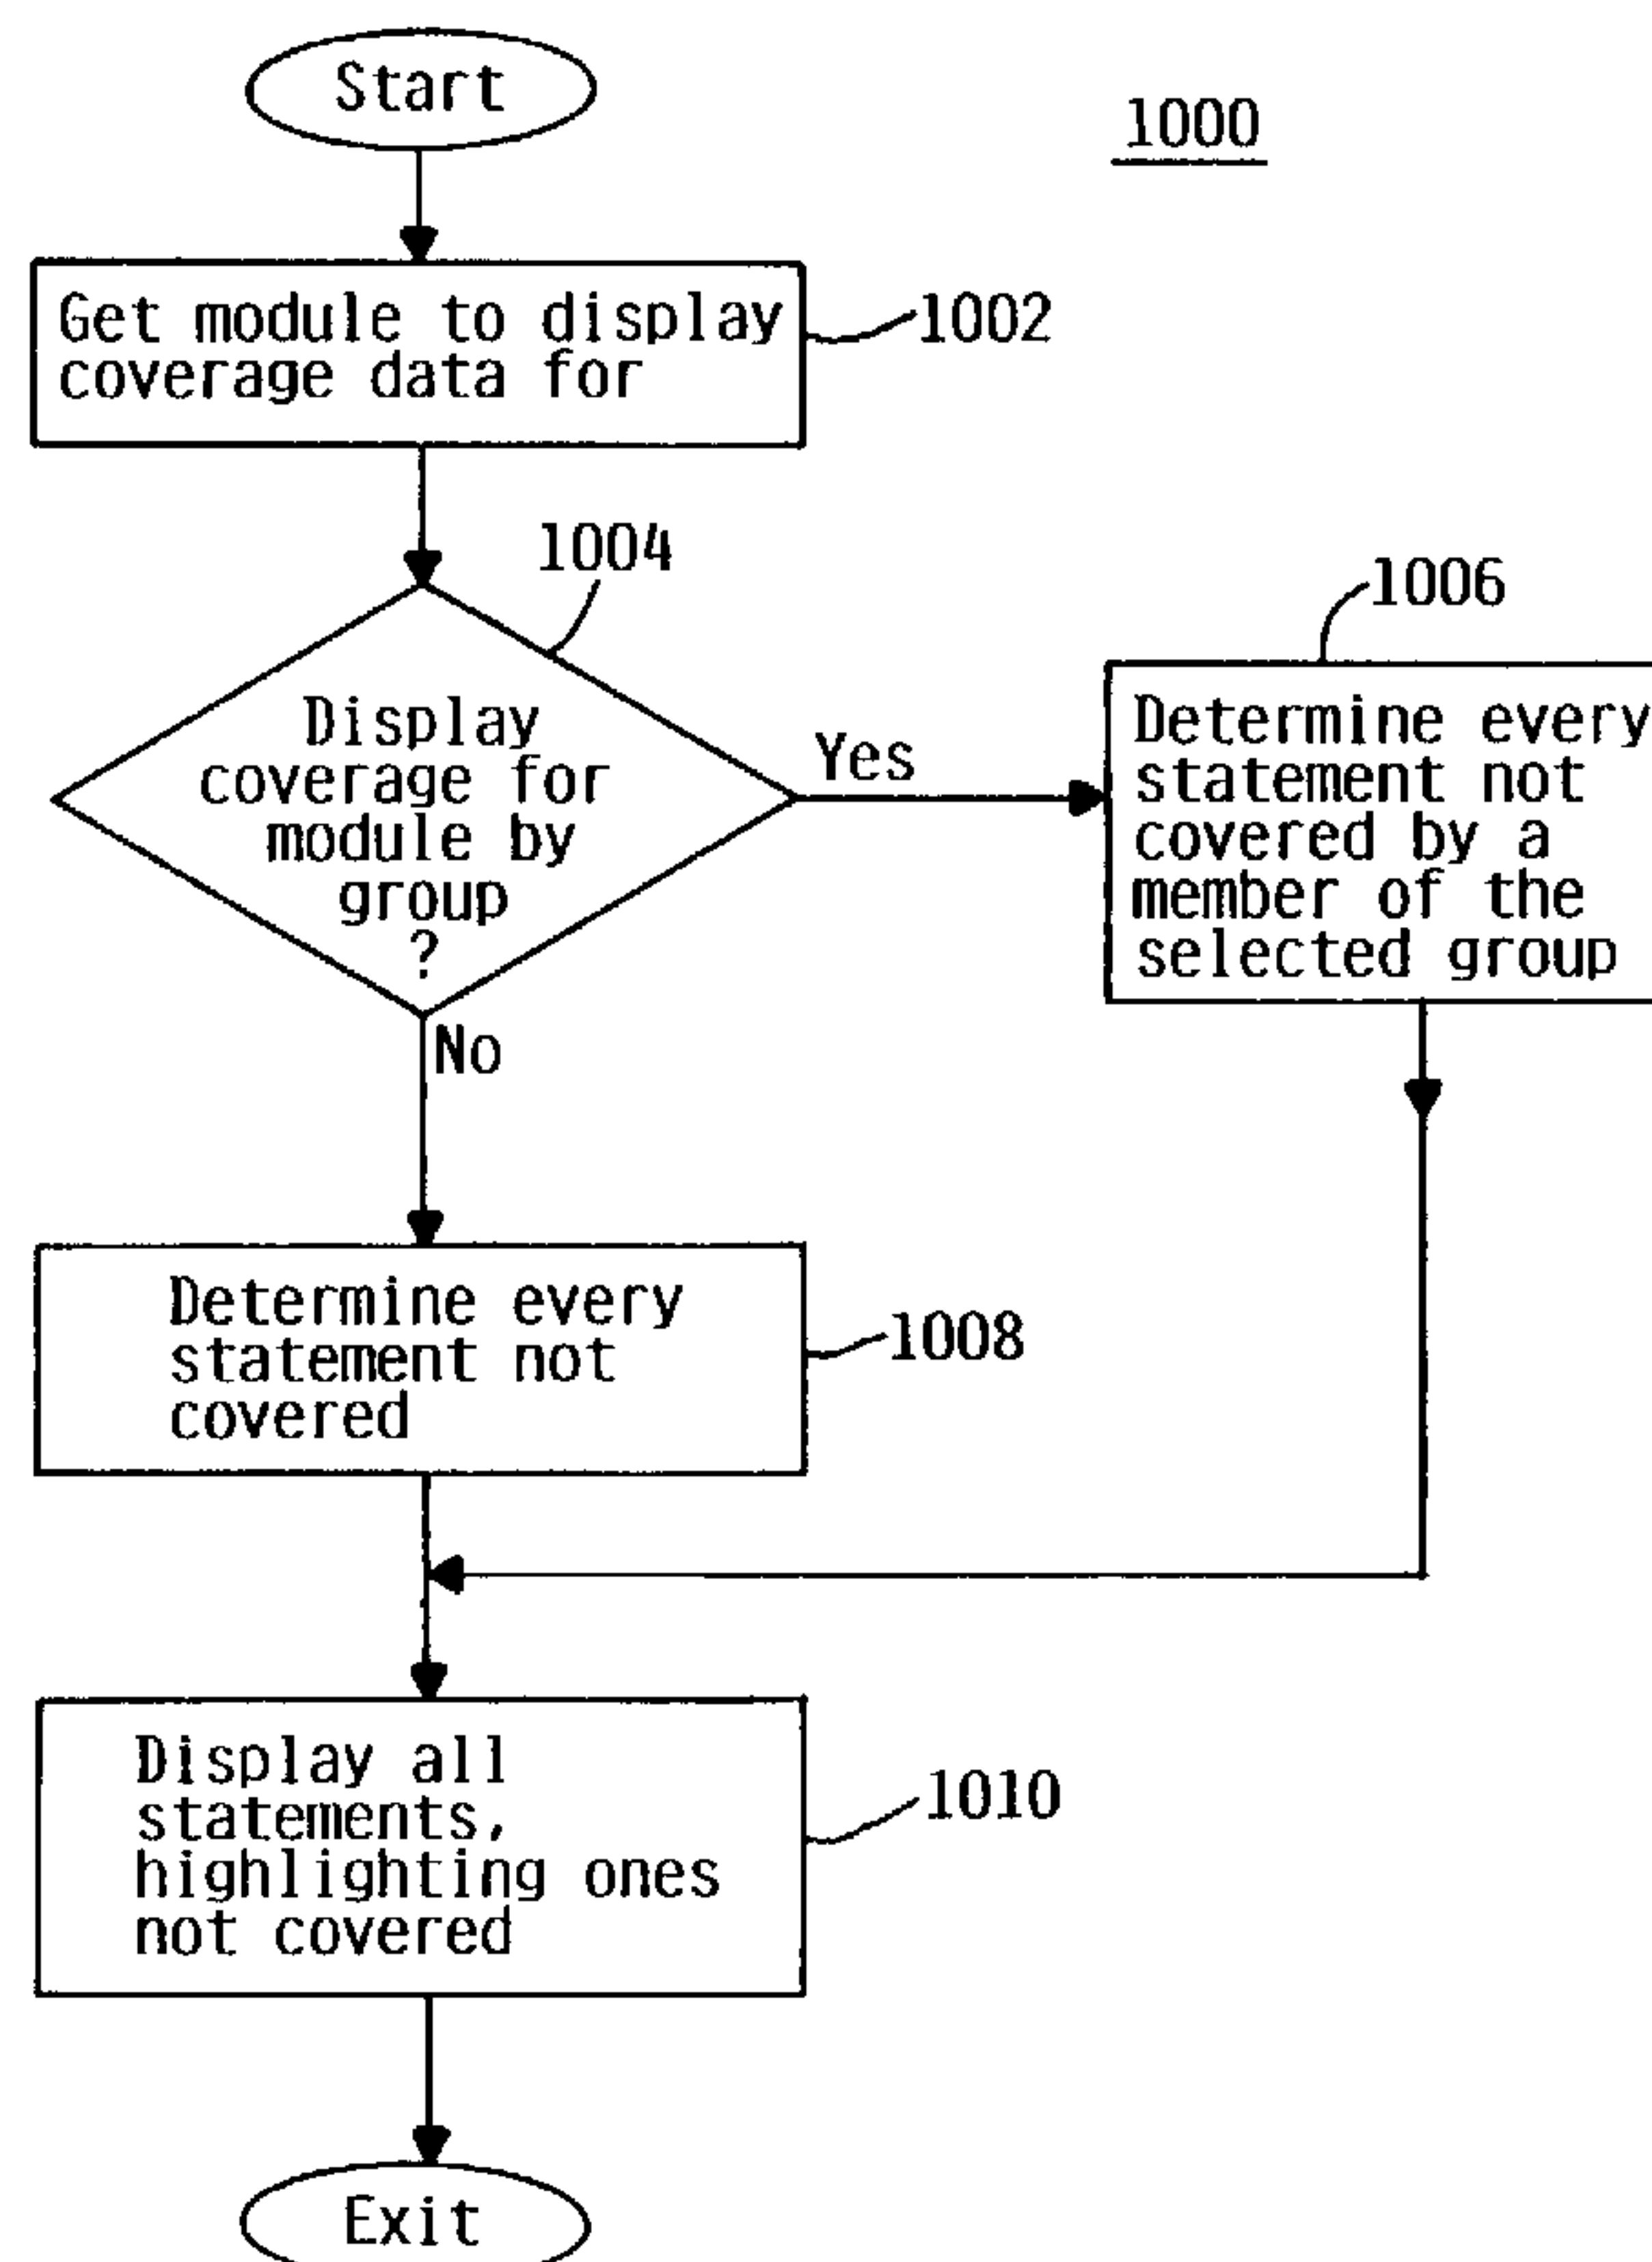 Start
1000
Get module to display
coverage data for
1002
1004
Display
coverage for
module by
group
?
Yes
1006
Determine every
statement not
covered by a
member of the
selected group
No
Determine every
statement not
covered
1008
Display all
statements,
highlighting ones
not covered
1010
Exit